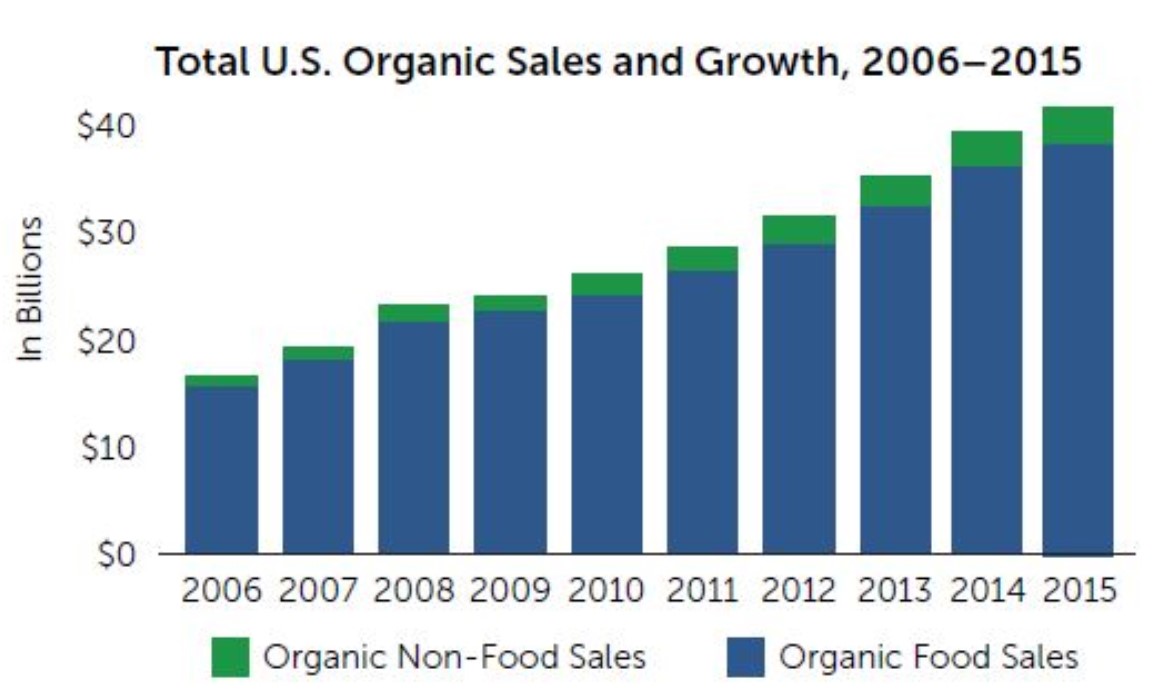 Total U.S. Organic Sales and Growth, 2006–2015
$40
$30
$20
$10
$0
In Billions
2006 2007 2008 2009 2010 2011 2012 2013 2014 2015
Organic Non-Food Sales Organic Food Sales